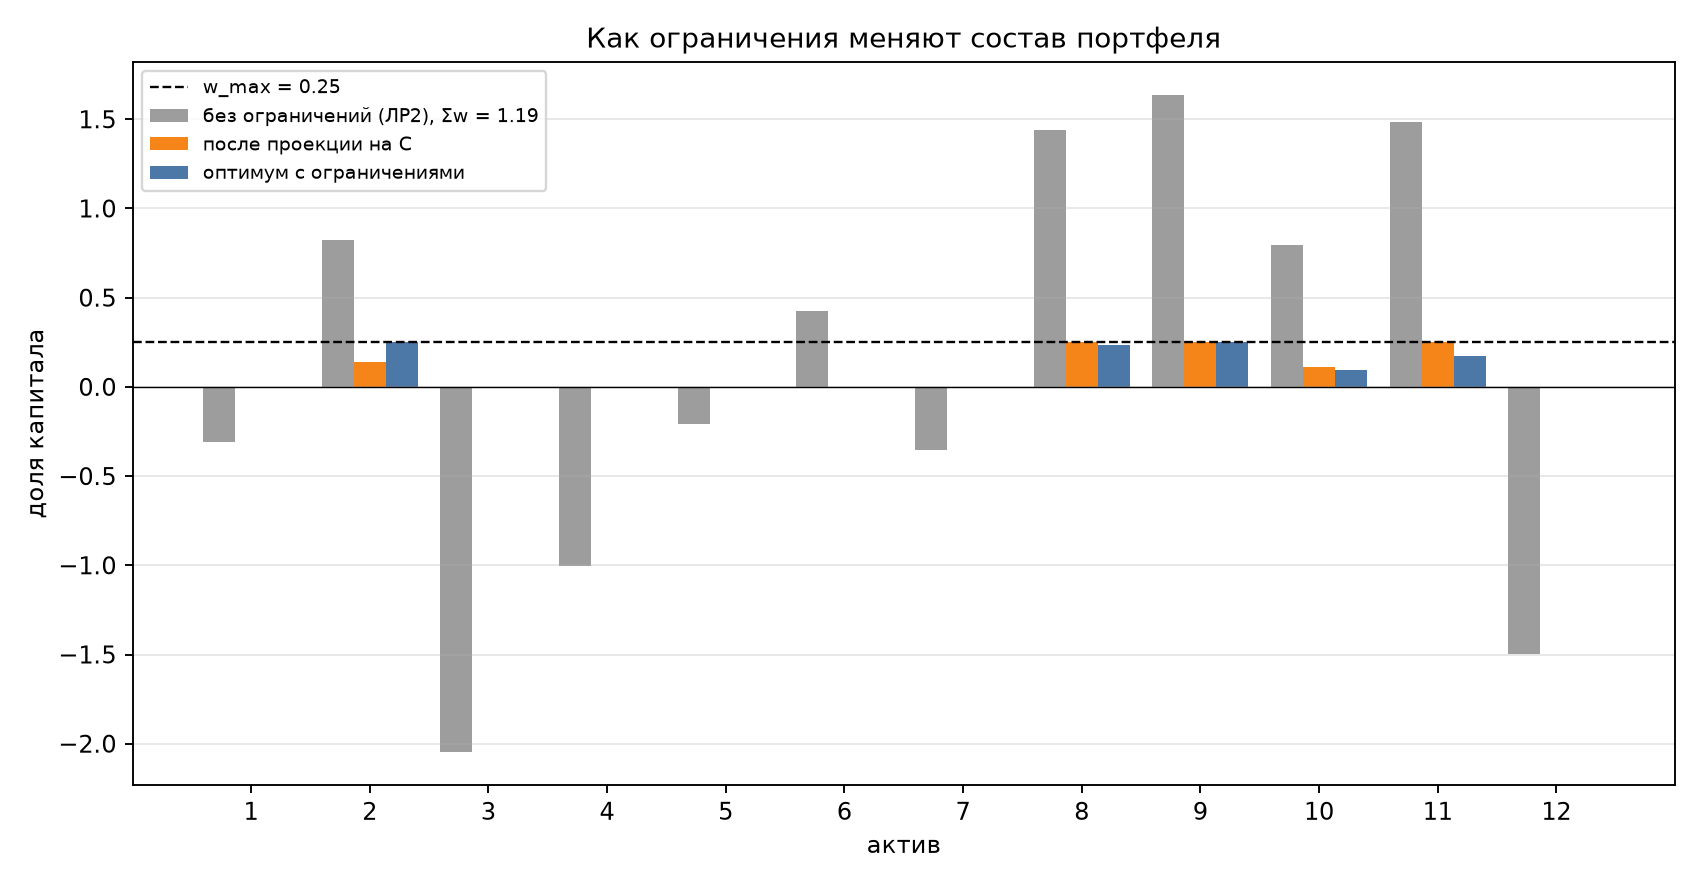 Как ограничения меняют состав портфеля
w_max = 0.25
без ограничений (ЛР2), Σw = 1.19
после проекции на C
оптимум с ограничениями
1.5
1.0
0.5
0.0
−0.5
−1.0
−1.5
−2.0
доля капитала
1 2 3 4 5 6 7 8 9 10 11 12
актив